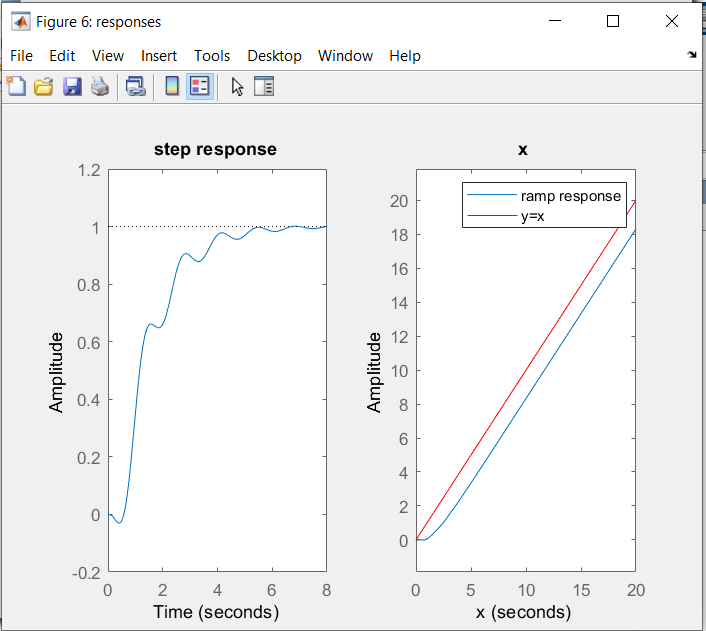 Figure 6: responses
File Edit View Insert Tools Desktop Window Help
step response
1.2
1
0.8
0.6
0.4
0.2
0
-0.2
Amplitude
0 2 4 6 8
Time (seconds)
x
ramp response
y=x
20
18
16
14
12
10
8
6
4
2
0
Amplitude
0 5 10 15 20
x (seconds)